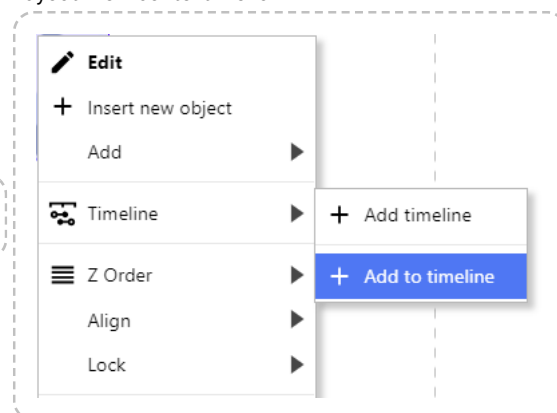 Edit
Insert new object
Add
Timeline
Add timeline
Z Order
Add to timeline
Align
Lock